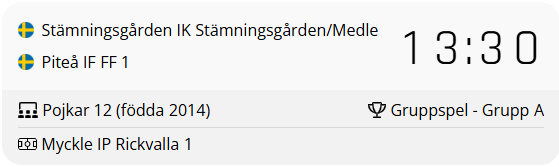 Stämningsgården IK Stämningsgården/Medle
Piteå IF FF 1
13:30
Pojkar 12 (födda 2014)
Gruppspel - Grupp A
Myckle IP Rickvalla 1